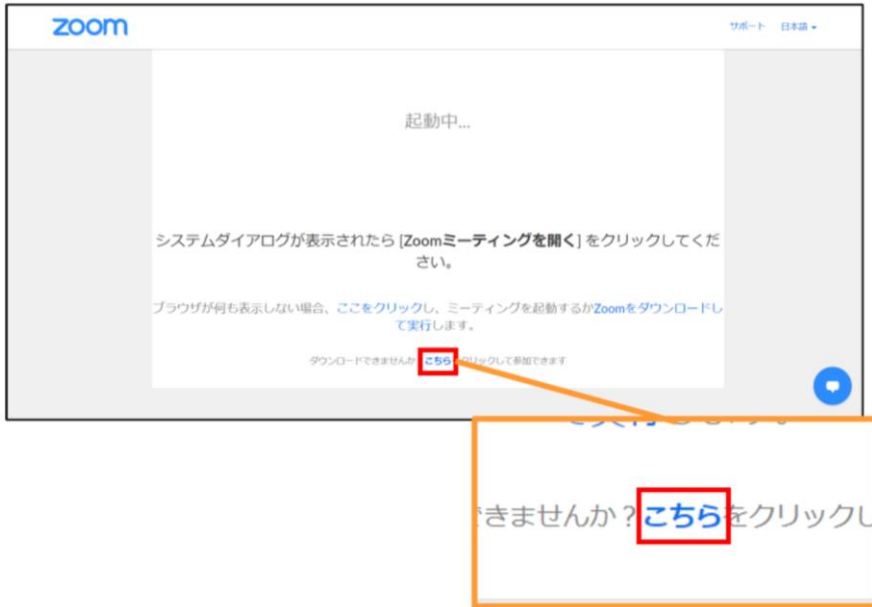 zoom
サポート 日本語
起動中...
システムダイアログが表示されたら [Zoomミーティングを開く] をクリックしてくだ
さい。
ブラウザが何も表示しない場合、ここをクリックし、ミーティングを起動するかZoomをダウンロードし
て実行します。
ダウンロードできませんか こちら クリックして参加できます
きませんか？こちらをクリックし